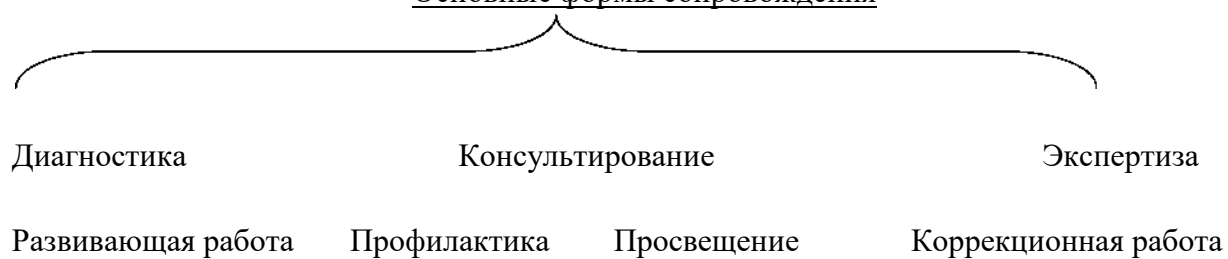 Основные формы сопровождения
Диагностика Консультирование Экспертиза
Развивающая работа Профилактика Просвещение Коррекционная работа